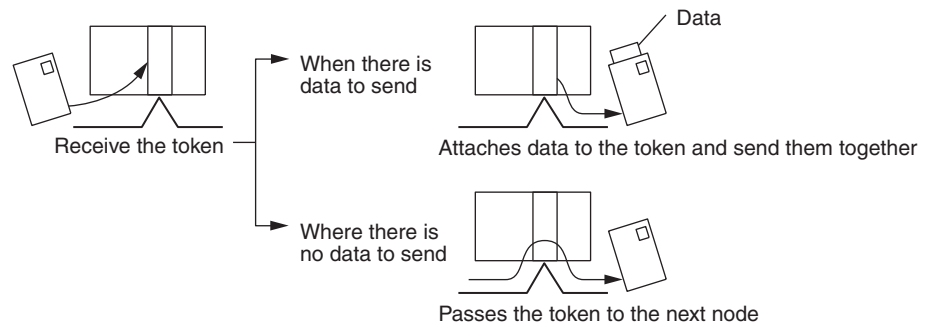 Data
When there is
data to send
Receive the token
Attaches data to the token and send them together
Where there is
no data to send
Passes the token to the next node